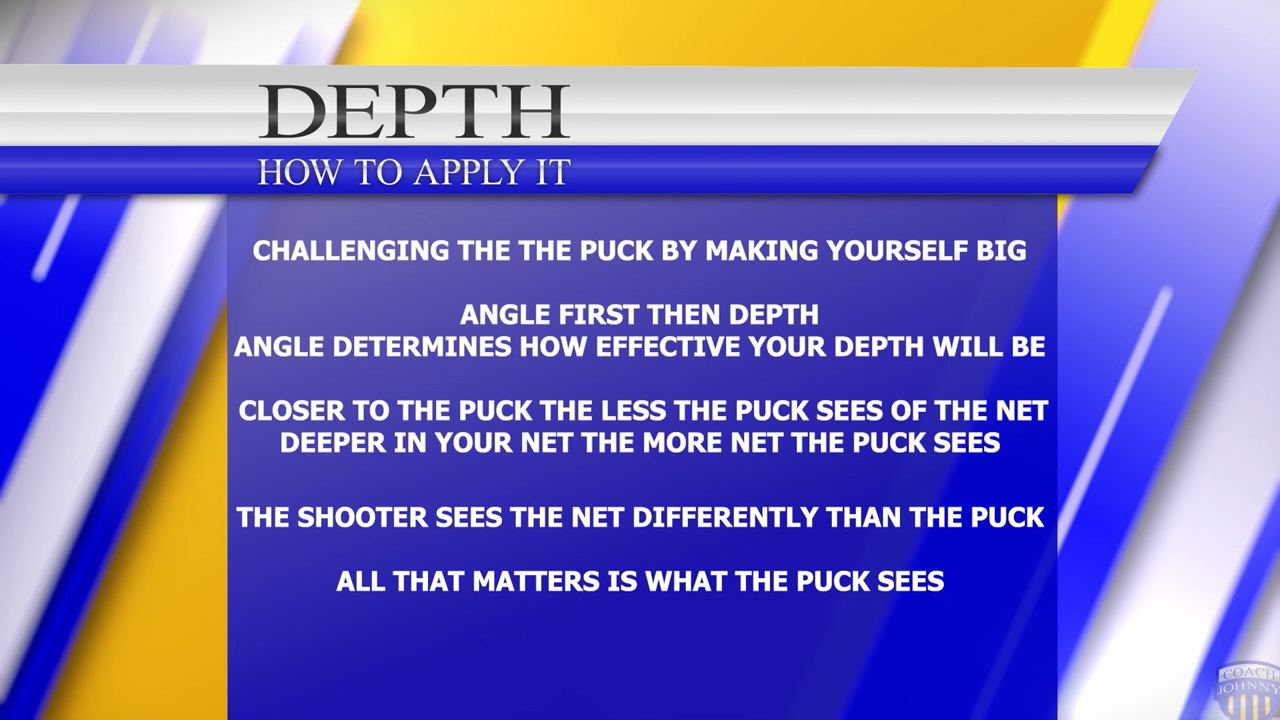 DEPTH
HOW TO APPLY IT
CHALLENGING THE THE PUCK BY MAKING YOURSELF BIG
ANGLE FIRST THEN DEPTH
ANGLE DETERMINES HOW EFFECTIVE YOUR DEPTH WILL BE
CLOSER TO THE PUCK THE LESS THE PUCK SEES OF THE NET
DEEPER IN YOUR NET THE MORE NET THE PUCK SEES
THE SHOOTER SEES THE NET DIFFERENTLY THAN THE PUCK
ALL THAT MATTERS IS WHAT THE PUCK SEES
COACH
JOHNNY